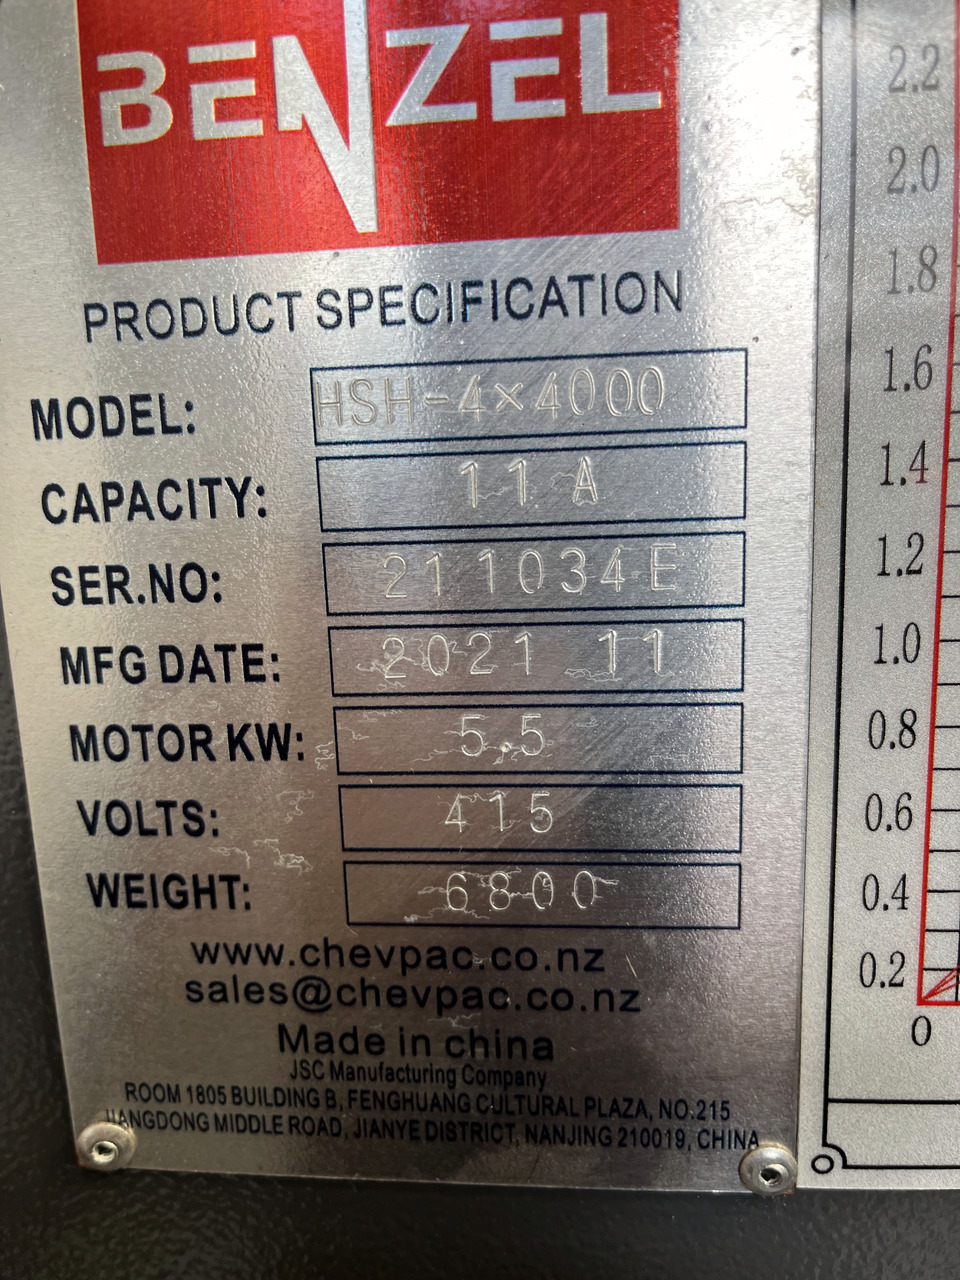 BENZEL
PRODUCT SPECIFICATION
MODEL: HSH-4×4000
CAPACITY: 11 A
SER.NO: 211034E
MFG DATE: 2021 11
MOTOR KW: 5.5
VOLTS: 415
WEIGHT: 6800
www.chevpac.co.nz
sales@chevpac.co.nz
Made in china
JSC Manufacturing Company
ROOM 1805 BUILDING B, FENGHUANG CULTURAL PLAZA, NO.215
JIANGDONG MIDDLE ROAD, JIANYE DISTRICT, NANJING 210019, CHINA
2.2
2.0
1.8
1.6
1.4
1.2
1.0
0.8
0.6
0.4
0.2
0